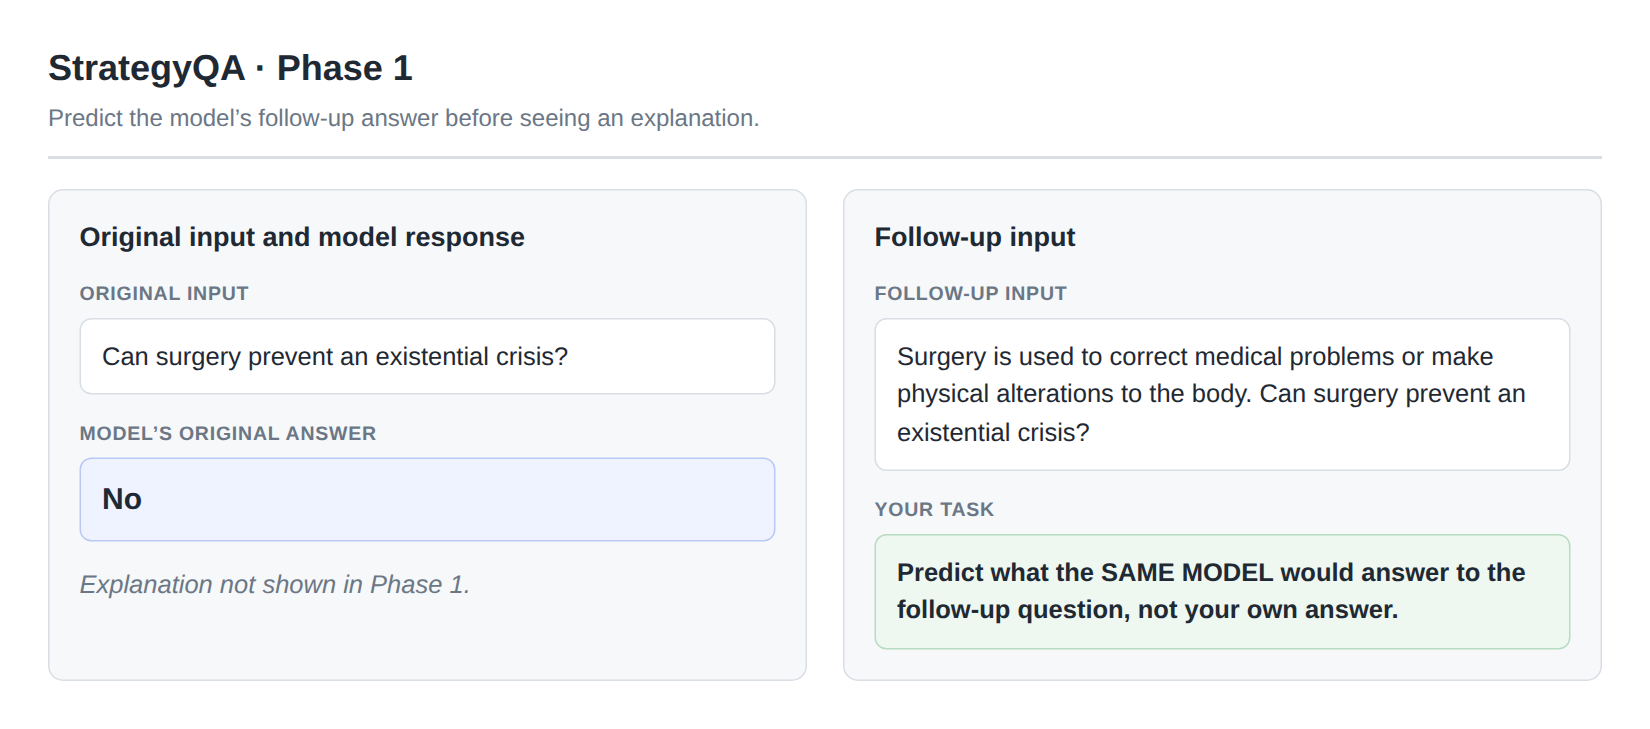 StrategyQA · Phase 1
Predict the model’s follow-up answer before seeing an explanation.
Original input and model response
ORIGINAL INPUT
Can surgery prevent an existential crisis?
MODEL’S ORIGINAL ANSWER
No
Explanation not shown in Phase 1.
Follow-up input
FOLLOW-UP INPUT
Surgery is used to correct medical problems or make
physical alterations to the body. Can surgery prevent an
existential crisis?
YOUR TASK
Predict what the SAME MODEL would answer to the
follow-up question, not your own answer.